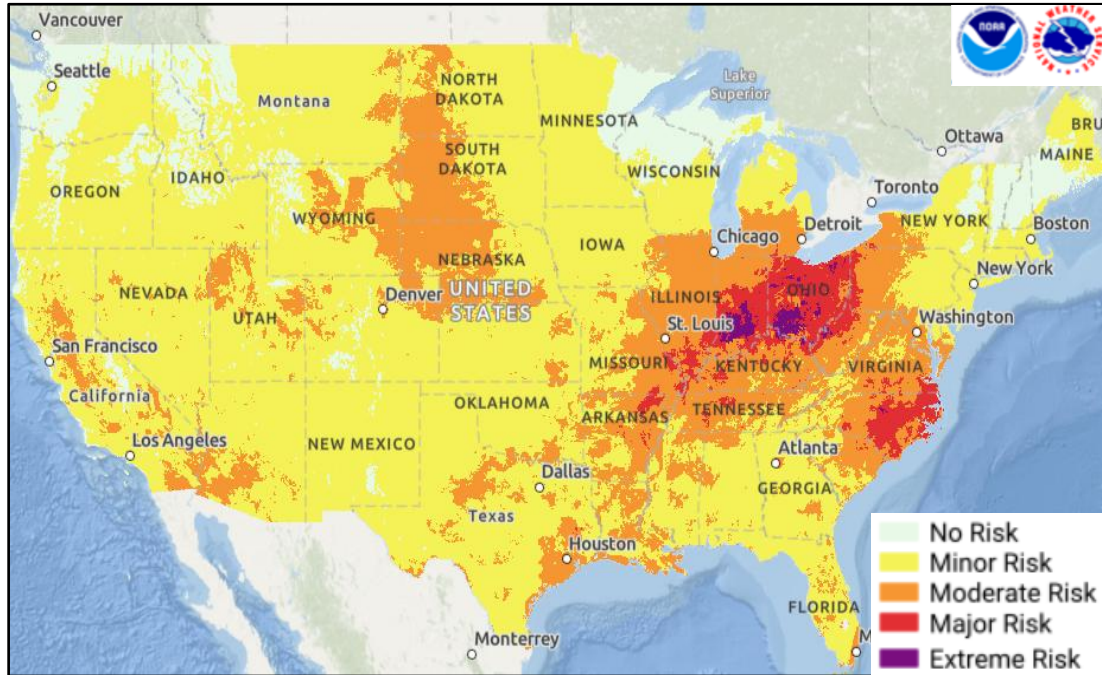 Vancouver
Seattle
Montana
NORTH
DAKOTA
MINNESOTA
Lake
Superior
NOAA
Ottawa
BRU
MAINE
OREGON
IDAHO
SOUTH
DAKOTA
WISCONSIN
Toronto
WYOMING
NEW YORK
Boston
Detroit
Chicago
IOWA
NEBRASKA
New York
NEVADA
UTAH
Denver
UNITED
STATES
ILLINOIS
OHIO
St. Louis
Washington
San Francisco
California
MISSOURI
KENTUCKY
VIRGINIA
OKLAHOMA
ARKANSAS
TENNESSEE
Los Angeles
NEW MEXICO
Atlanta
Dallas
GEORGIA
Texas
Houston
FLORIDA
M
Monterrey
No Risk
Minor Risk
Moderate Risk
Major Risk
Extreme Risk